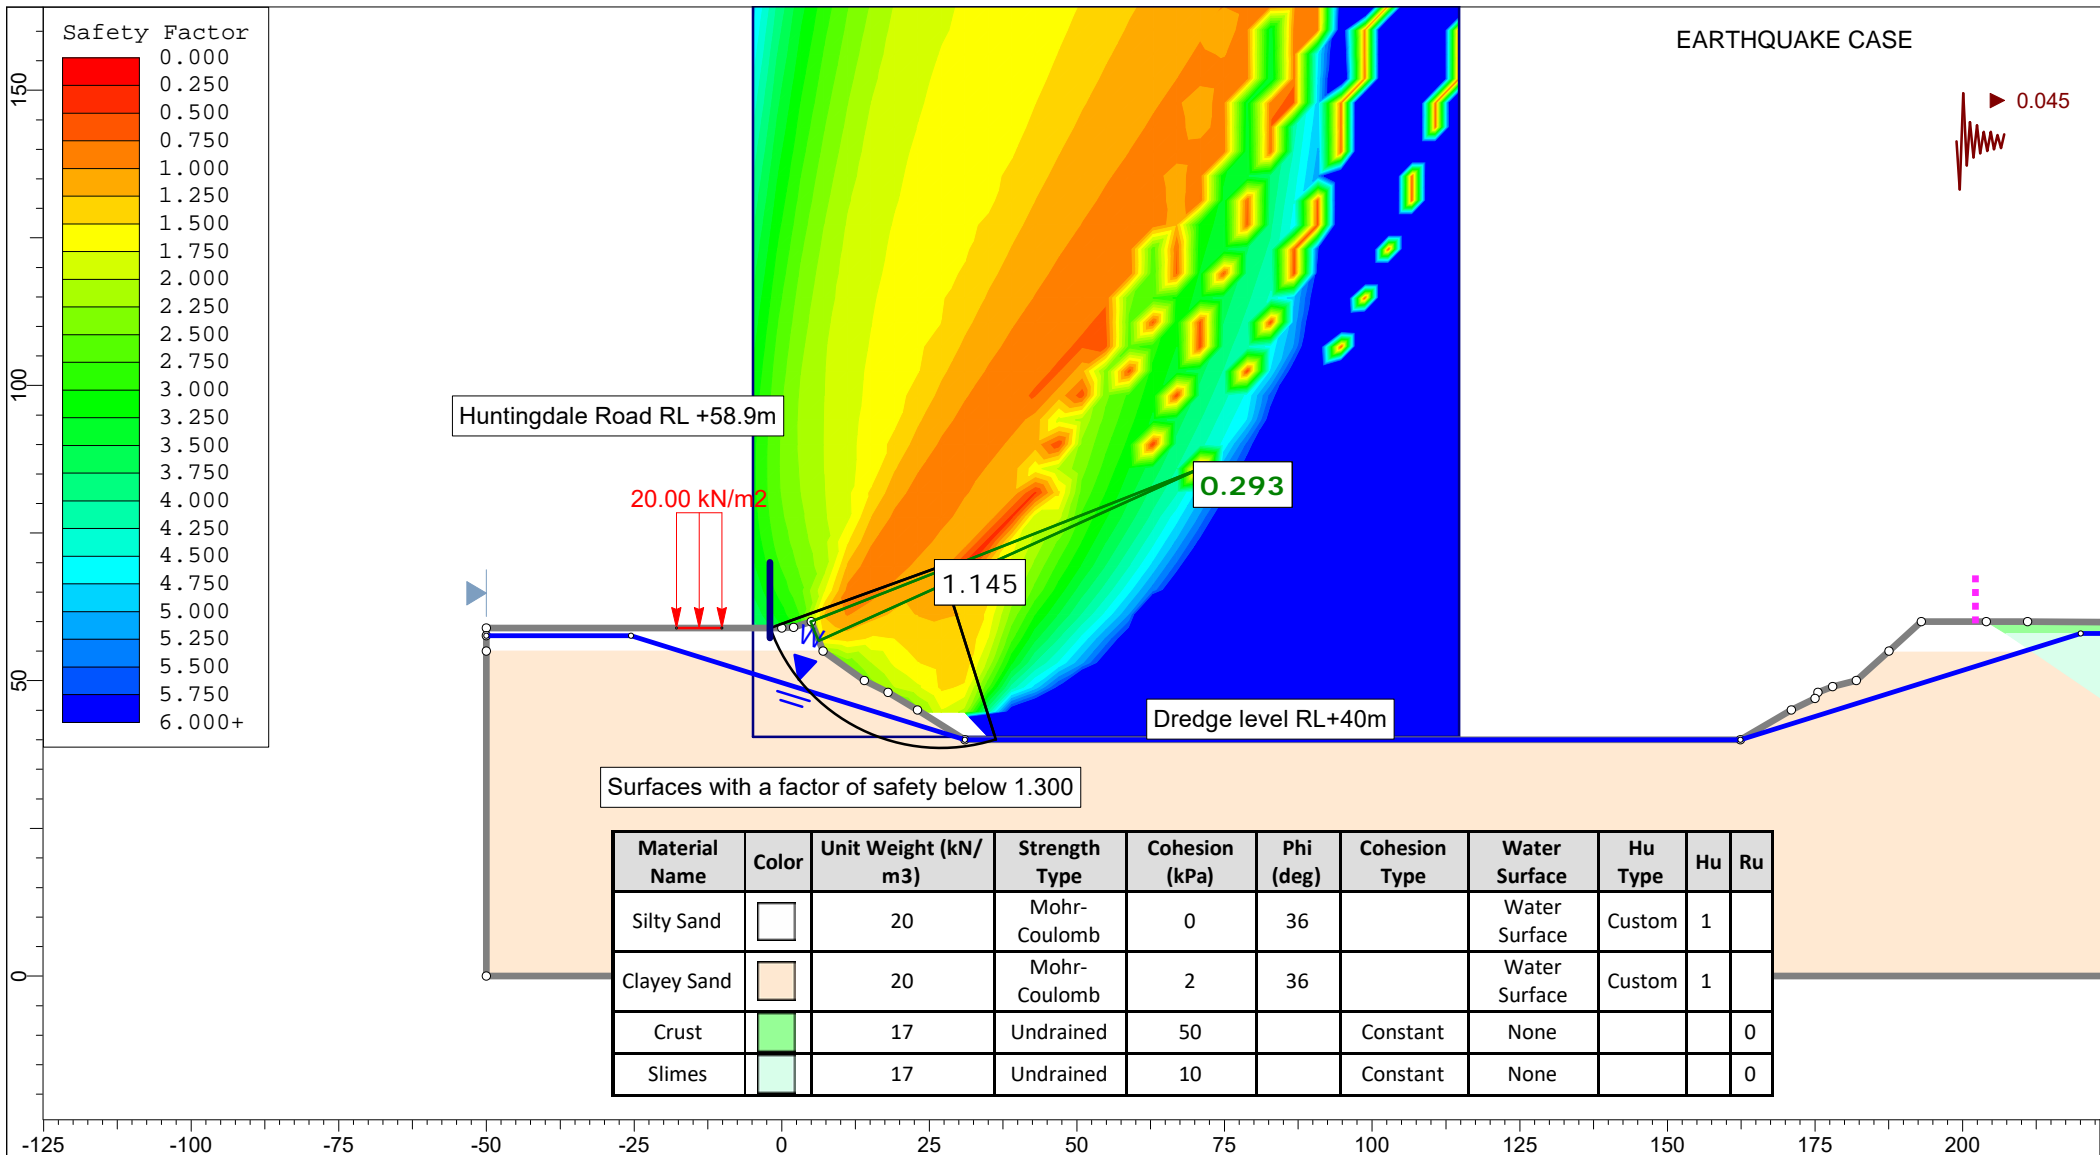 EARTHQUAKE CASE
0.045
Safety Factor
0.000
0.250
0.500
0.750
1.000
1.250
1.500
1.750
2.000
2.250
2.500
2.750
3.000
3.250
3.500
3.750
4.000
4.250
4.500
4.750
5.000
5.250
5.500
5.750
6.000+
150
100
50
0
Huntingdale Road RL +58.9m
20.00 kN/m2
0.293
1.145
W
Dredge level RL+40m
Surfaces with a factor of safety below 1.300
Material Name Color Unit Weight (kN/m3) Strength Type Cohesion (kPa) Phi (deg) Cohesion Type Water Surface Hu Type Hu Ru
Silty Sand 20 Mohr-Coulomb 0 36 Water Surface Custom 1
Clayey Sand 20 Mohr-Coulomb 2 36 Water Surface Custom 1
Crust 17 Undrained 50 Constant None 0
Slimes 17 Undrained 10 Constant None 0
-125 -100 -75 -50 -25 0 25 50 75 100 125 150 175 200